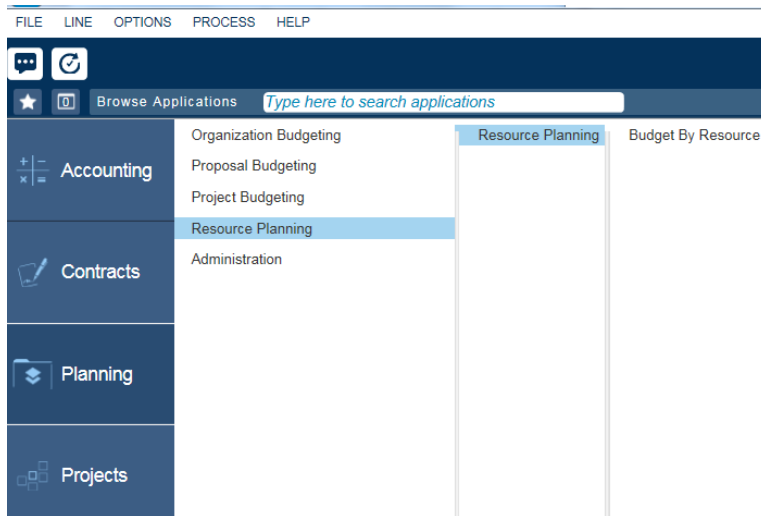 FILE LINE OPTIONS PROCESS HELP
0 Browse Applications Type here to search applications
Accounting
Contracts
Planning
Projects
Organization Budgeting
Proposal Budgeting
Project Budgeting
Resource Planning
Administration
Resource Planning
Budget By Resource